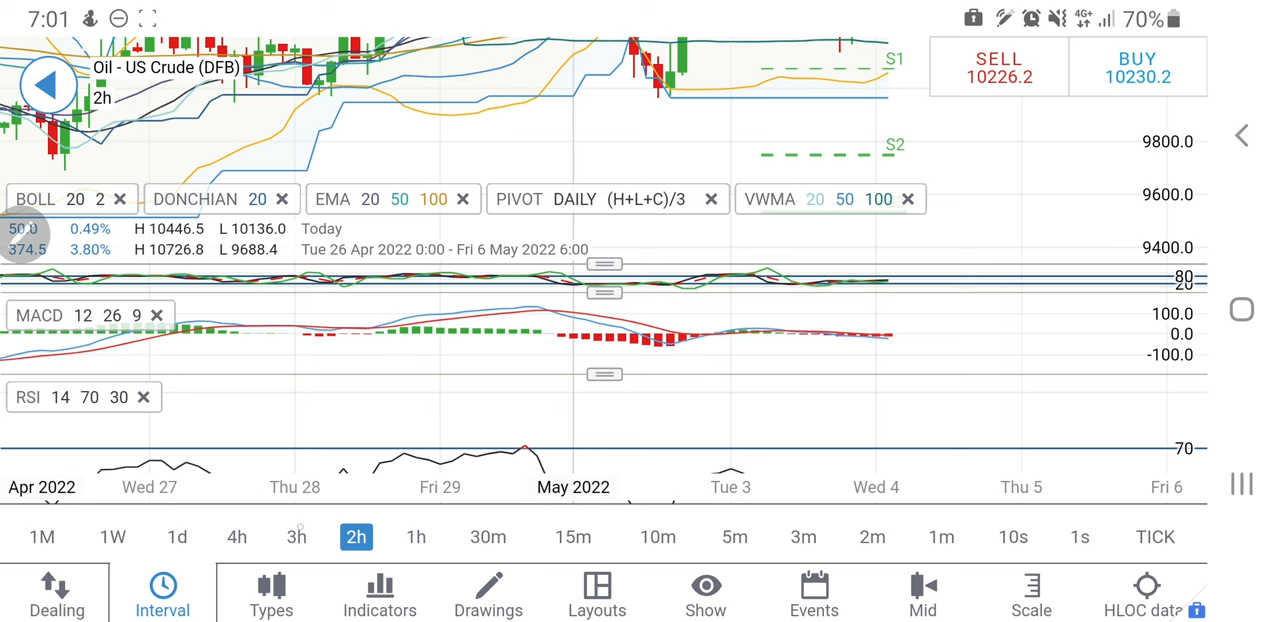 7:01 4G+ 70%
Oil - US Crude (DFB)
2h
SELL
10226.2
BUY
10230.2
S1
S2
9800.0
9600.0
9400.0
BOLL 20 2
DONCHIAN 20
EMA 20 50 100
PIVOT DAILY (H+L+C)/3
VWMA 20 50 100
50.0 0.49% H 10446.5 L 10136.0 Today
374.5 3.80% H 10726.8 L 9688.4 Tue 26 Apr 2022 0:00 - Fri 6 May 2022 6:00
80
20
MACD 12 26 9
100.0
0.0
-100.0
RSI 14 70 30
70
Apr 2022 Wed 27 Thu 28 Fri 29 May 2022 Tue 3 Wed 4 Thu 5 Fri 6
1M 1W 1d 4h 3h 2h 1h 30m 15m 10m 5m 3m 2m 1m 10s 1s TICK
Dealing Interval Types Indicators Drawings Layouts Show Events Mid Scale HLOC data